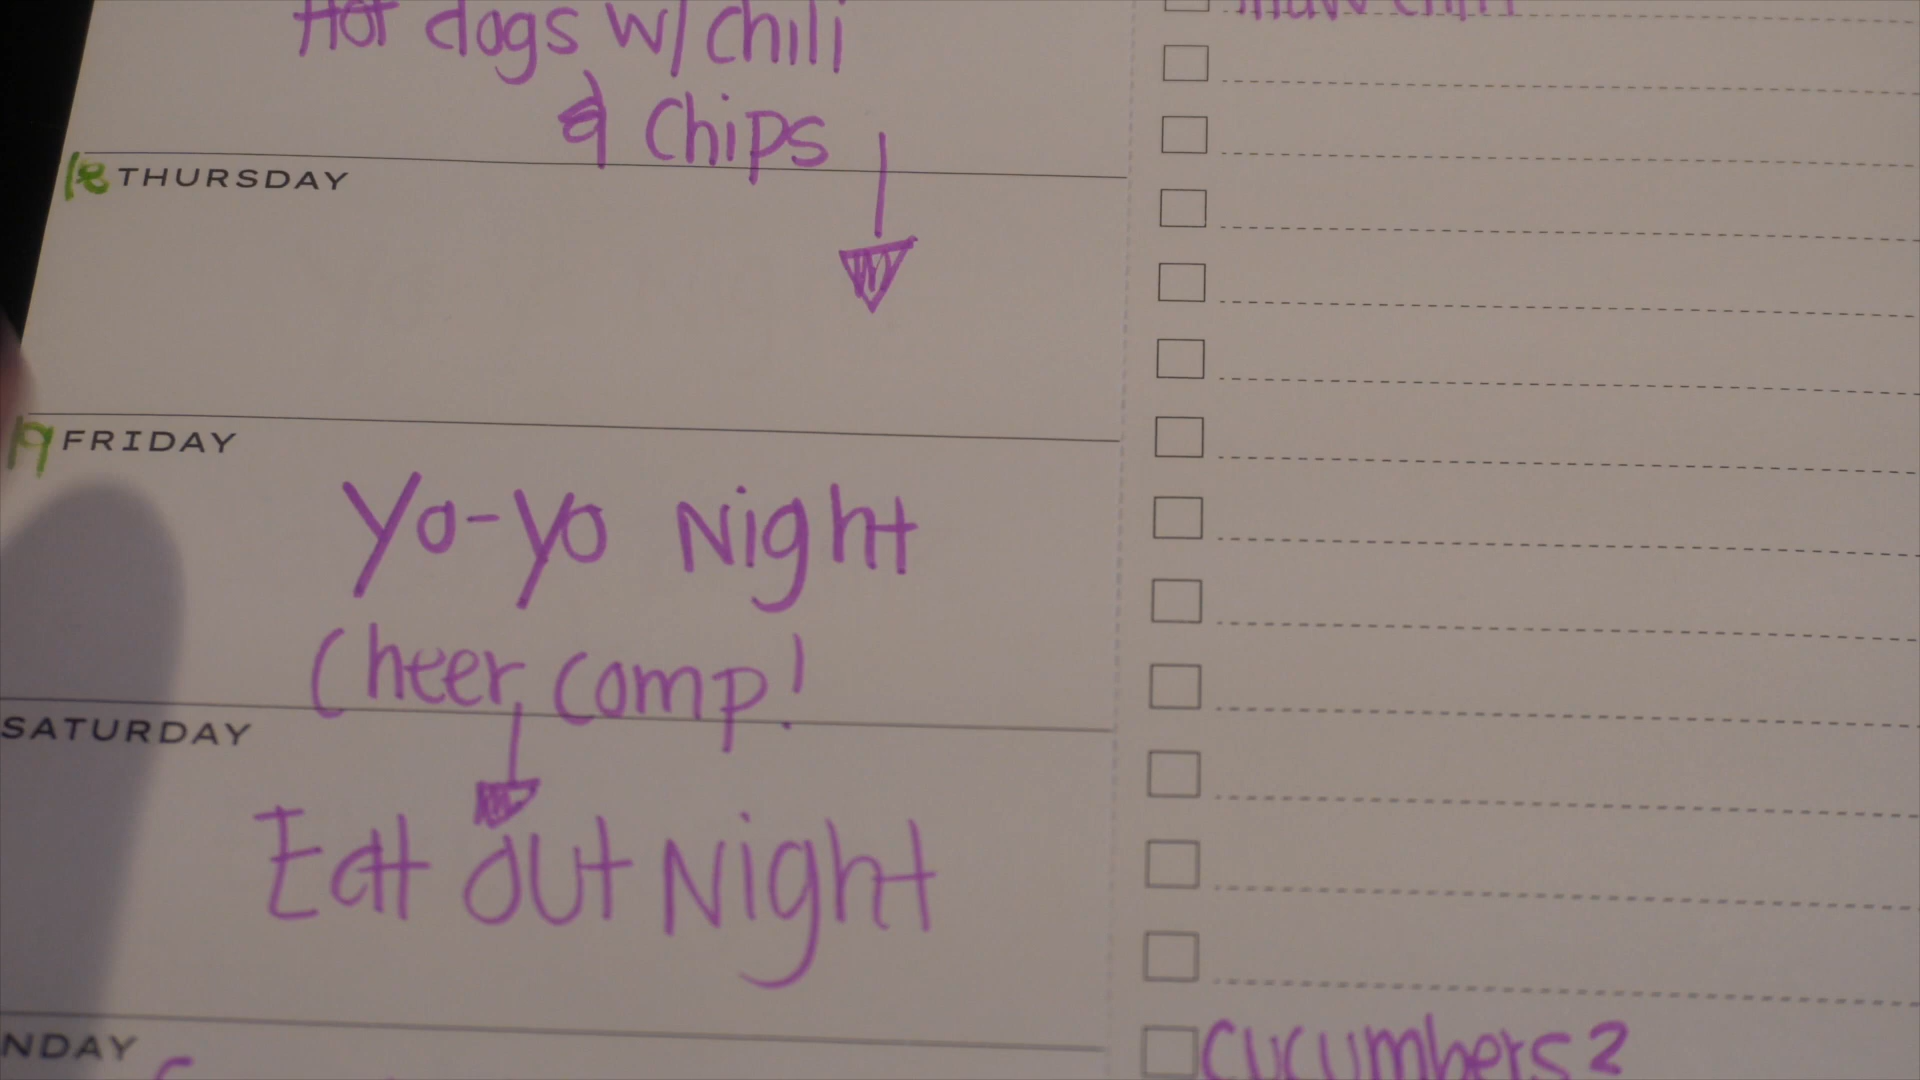 Hot dogs w/ chili
& Chips
18 THURSDAY
19 FRIDAY
Yo-Yo Night
Cheer Comp!
SATURDAY
Eat Out Night
NDAY
cucumbers 2